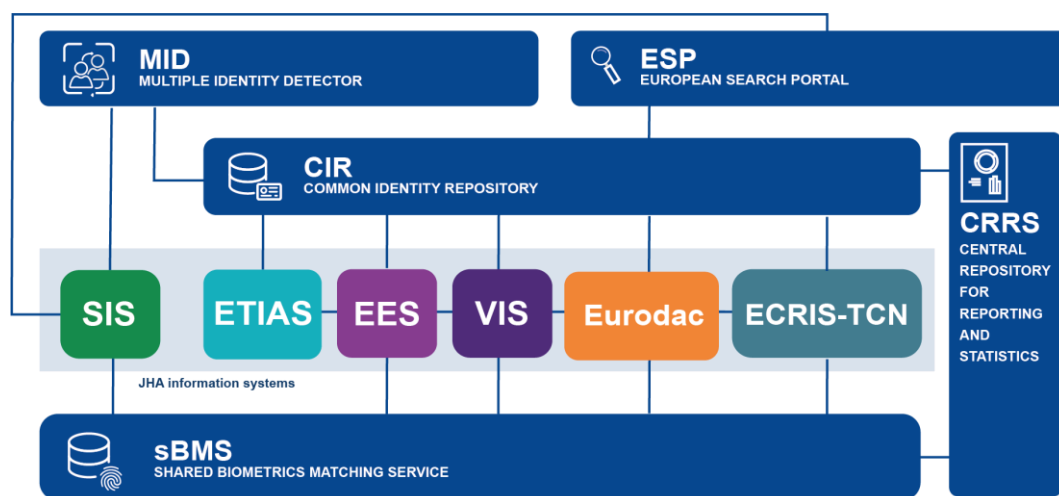 MID
MULTIPLE IDENTITY DETECTOR
ESP
EUROPEAN SEARCH PORTAL
CIR
COMMON IDENTITY REPOSITORY
CRRS
CENTRAL
REPOSITORY
FOR
REPORTING
AND
STATISTICS
SIS
ETIAS
EES
VIS
Eurodac
ECRIS-TCN
JHA information systems
sBMS
SHARED BIOMETRICS MATCHING SERVICE